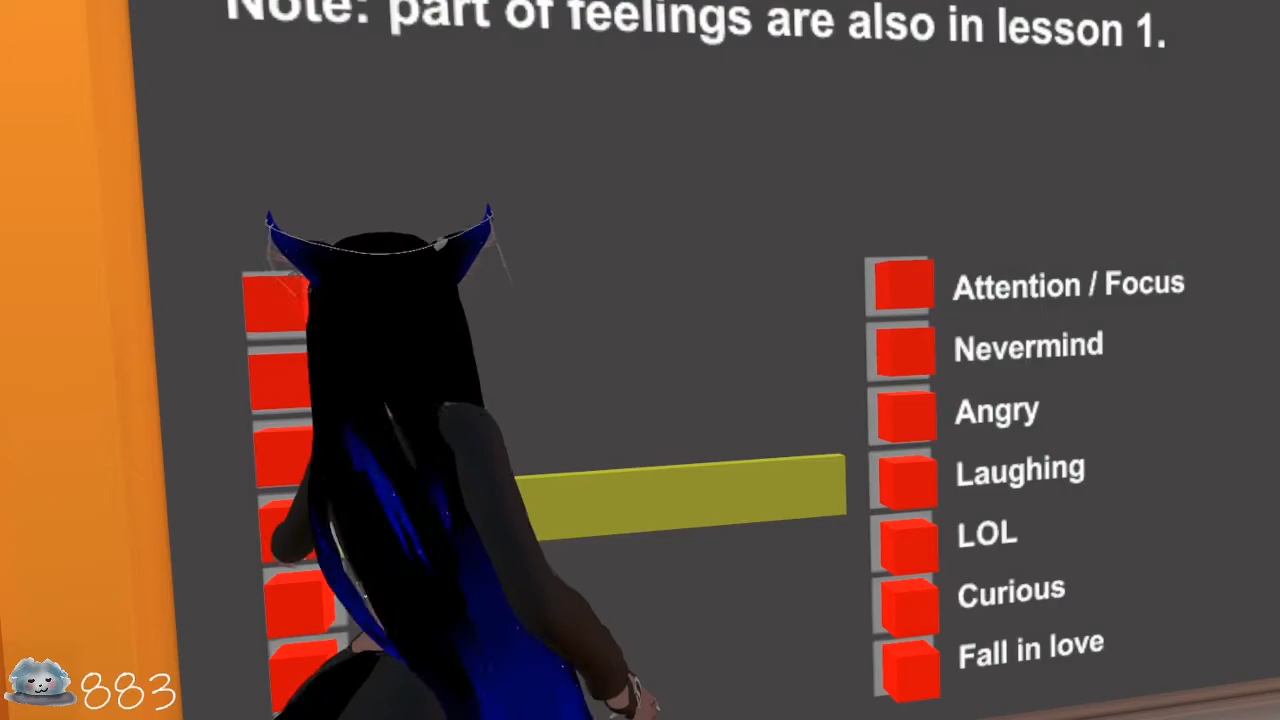 Note: part of feelings are also in lesson 1.
Attention / Focus
Nevermind
Angry
Laughing
LOL
Curious
Fall in love
883